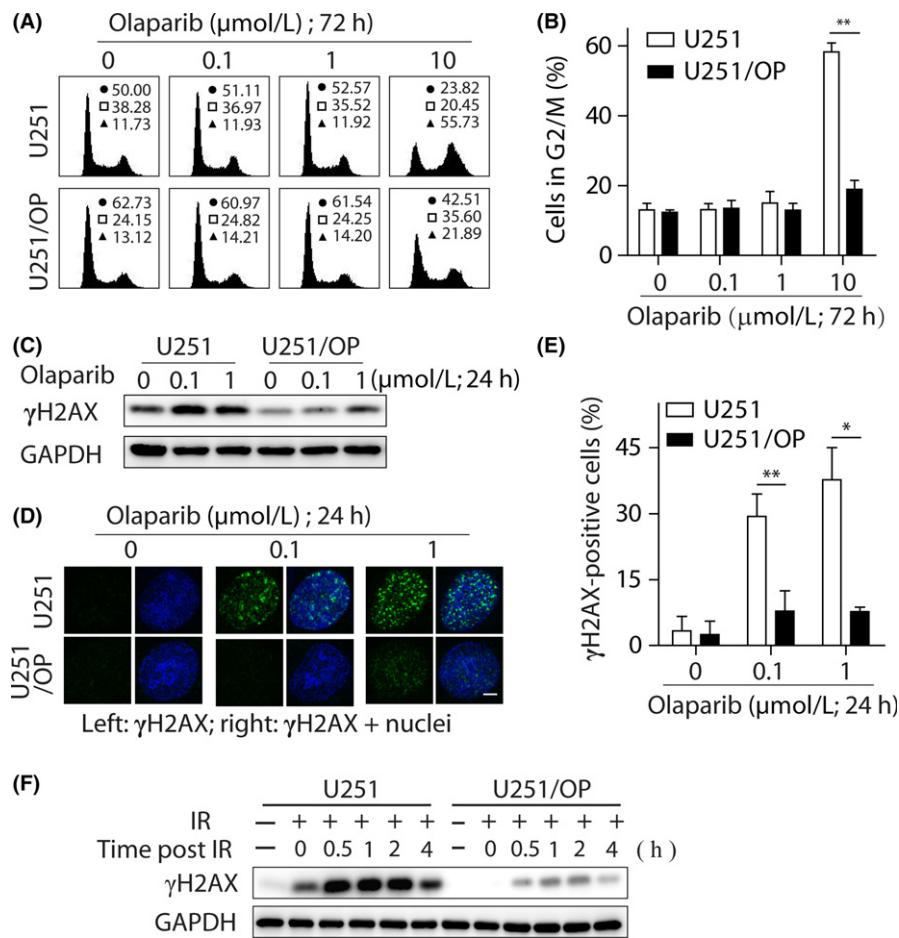 (A)
Olaparib (μmol/L) ; 72 h
0 0.1 1 10
U251
● 50.00
□ 38.28
▲ 11.73
● 51.11
□ 36.97
▲ 11.93
● 52.57
□ 35.52
▲ 11.92
● 23.82
□ 20.45
▲ 55.73
U251/OP
● 62.73
□ 24.15
▲ 13.12
● 60.97
□ 24.82
▲ 14.21
● 61.54
□ 24.25
▲ 14.20
● 42.51
□ 35.60
▲ 21.89
(B)
Cells in G2/M (%)
60
40
20
0
U251
U251/OP
**
0 0.1 1 10
Olaparib (μmol/L; 72 h)
(C)
U251 U251/OP
Olaparib 0 0.1 1 0 0.1 1 (μmol/L; 24 h)
γH2AX
GAPDH
(D)
Olaparib (μmol/L) ; 24 h)
0 0.1 1
U251
U251
/OP
Left: γH2AX; right: γH2AX + nuclei
(E)
γH2AX-positive cells (%)
45
30
15
0
U251
U251/OP
**
*
0 0.1 1
Olaparib (μmol/L; 24 h)
(F)
U251 U251/OP
IR − + + + + + − + + + + +
Time post IR − 0 0.5 1 2 4 − 0 0.5 1 2 4 ( h )
γH2AX
GAPDH